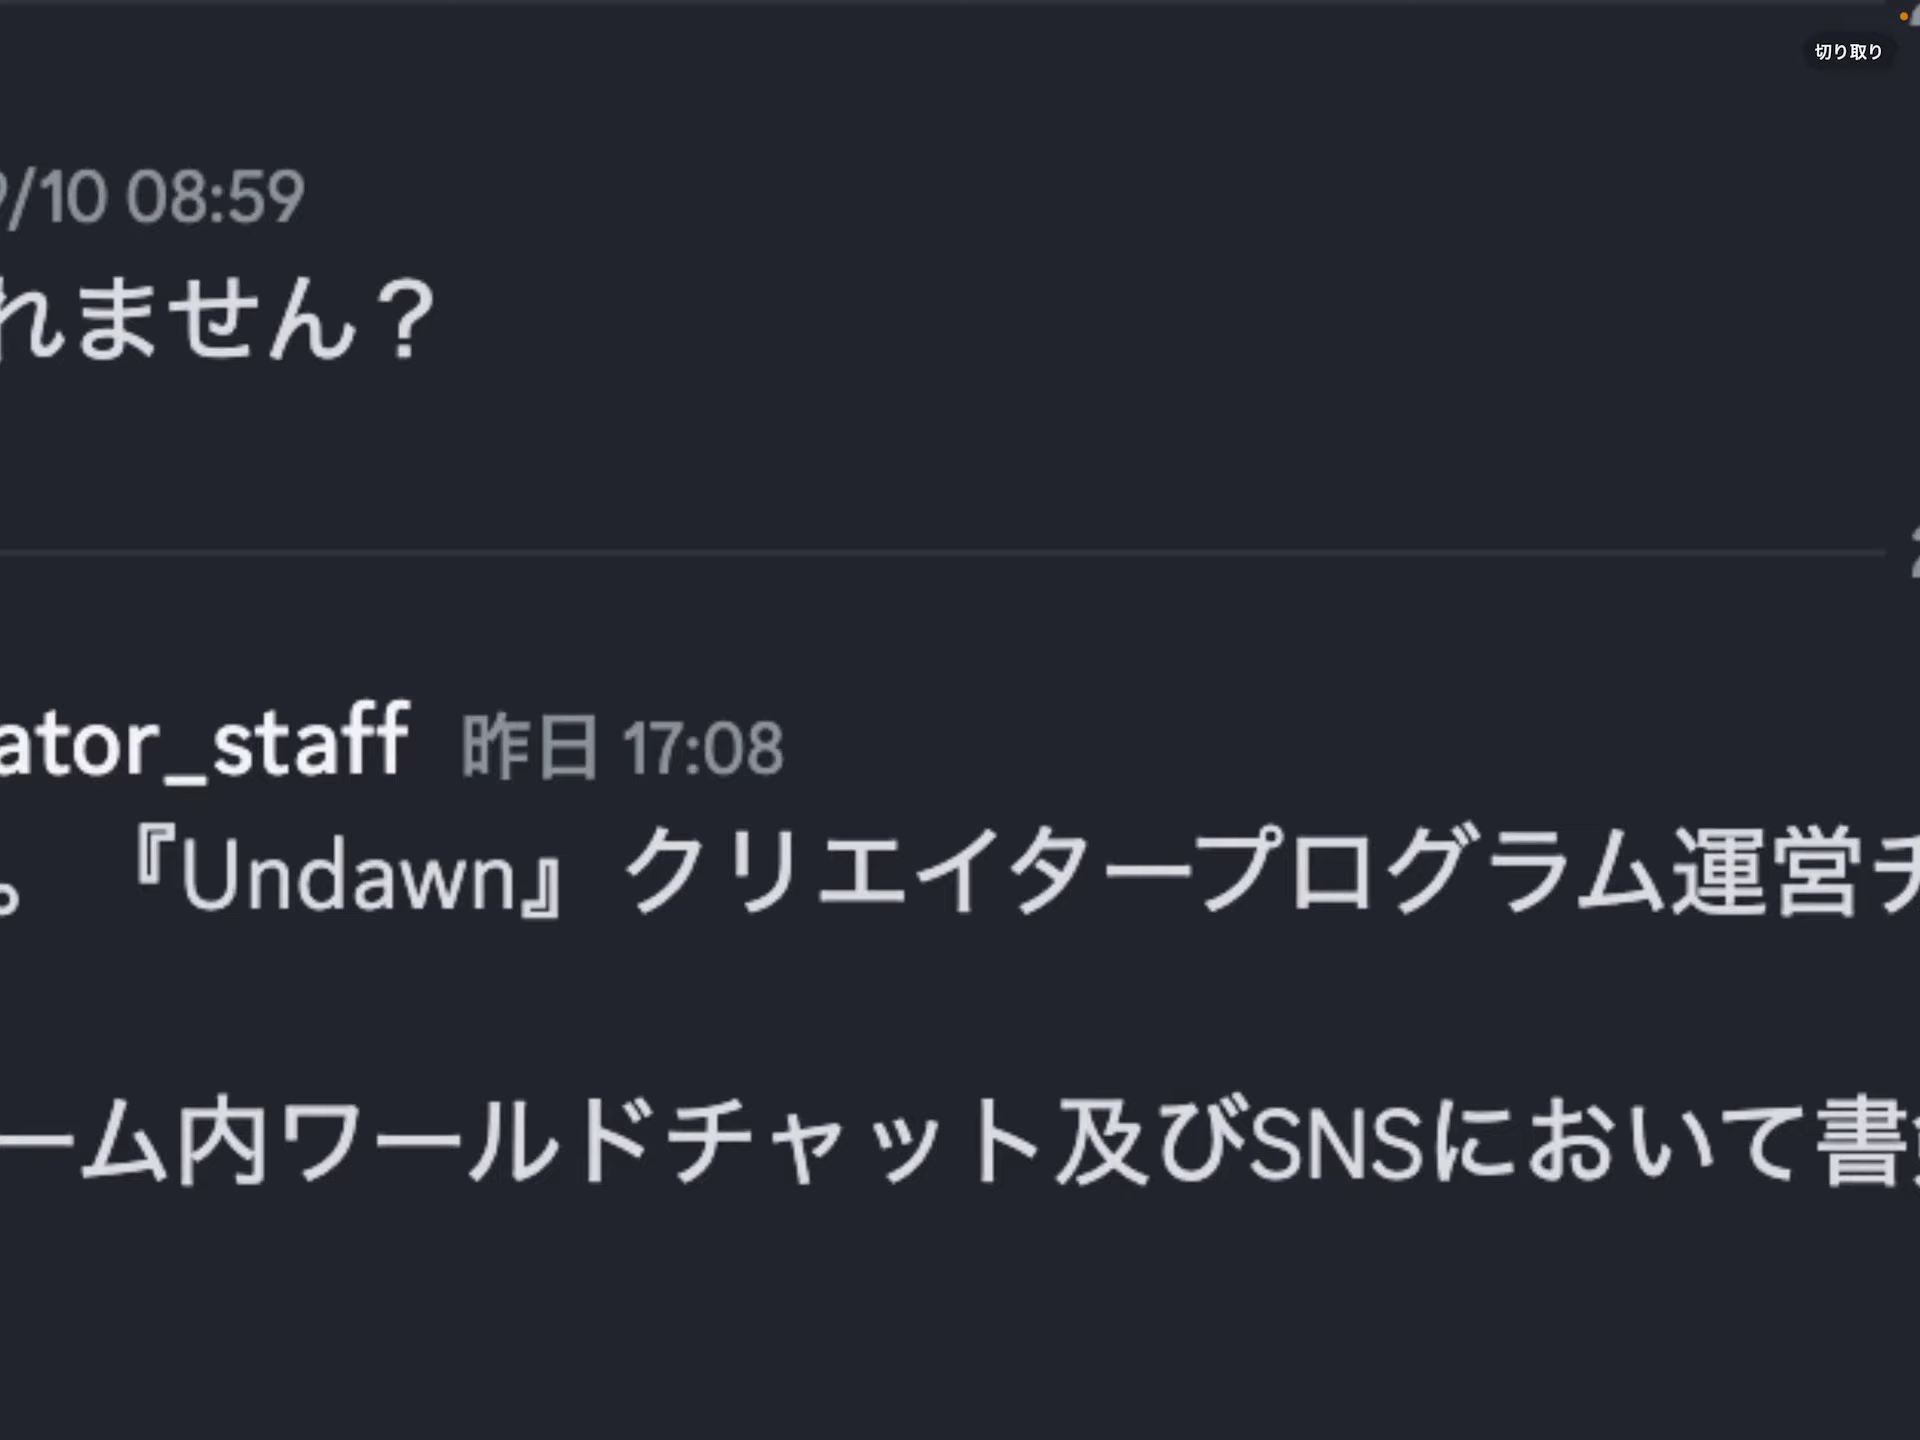 切り取り
/10 08:59
れません？
ator_staff 昨日 17:08
。『Undawn』クリエイタープログラム運営チ
ーム内ワールドチャット及びSNSにおいて書